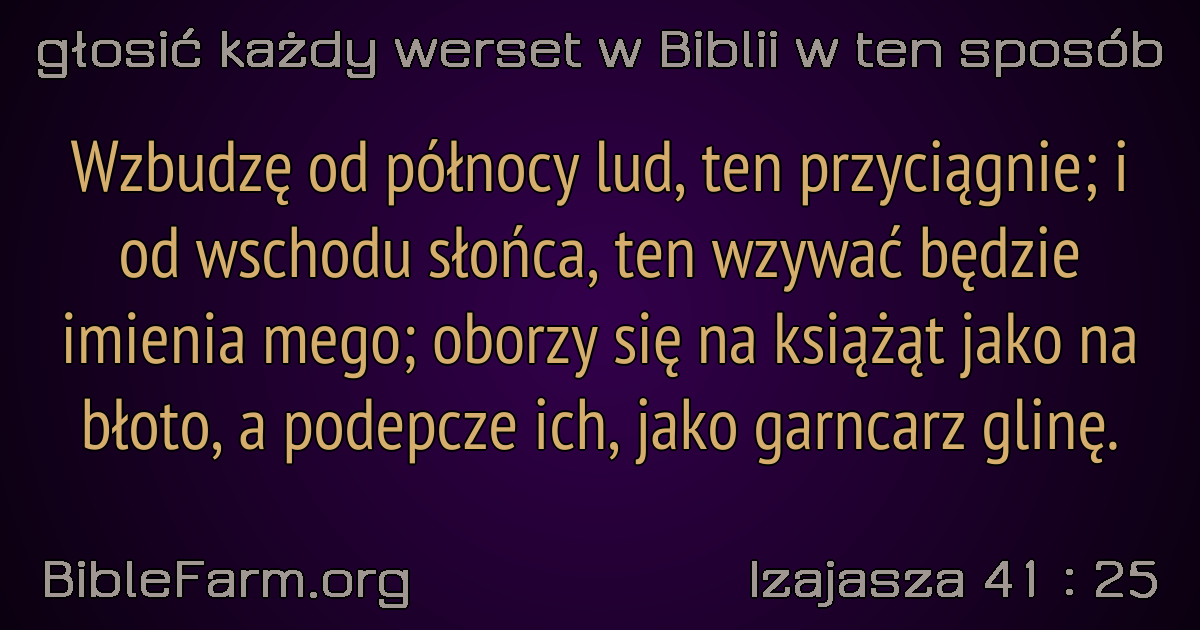 głosić każdy werset w Biblii w ten sposób
Wzbudzę od północy lud, ten przyciągnie; i
od wschodu słońca, ten wzywać będzie
imienia mego; oborzy się na książąt jako na
błoto, a podepcze ich, jako garncarz glinę.
BibleFarm.org
Izajasza 41 : 25